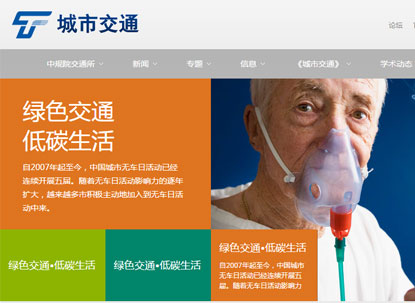 城市交通
论坛
中规院交通所
新闻
专题
信息
《城市交通》
学术动态
绿色交通
低碳生活
自2007年起至今，中国城市无车日活动已经
连续开展五届。随着无车日活动影响力的逐年
扩大，越来越多市积极主动地加入到无车日活
动中来。
绿色交通•低碳生活
绿色交通•低碳生活
绿色交通•低碳生活
自2007年起至今，中国城市
无车日活动已经连续开展五
届。随着无车日活动影响力